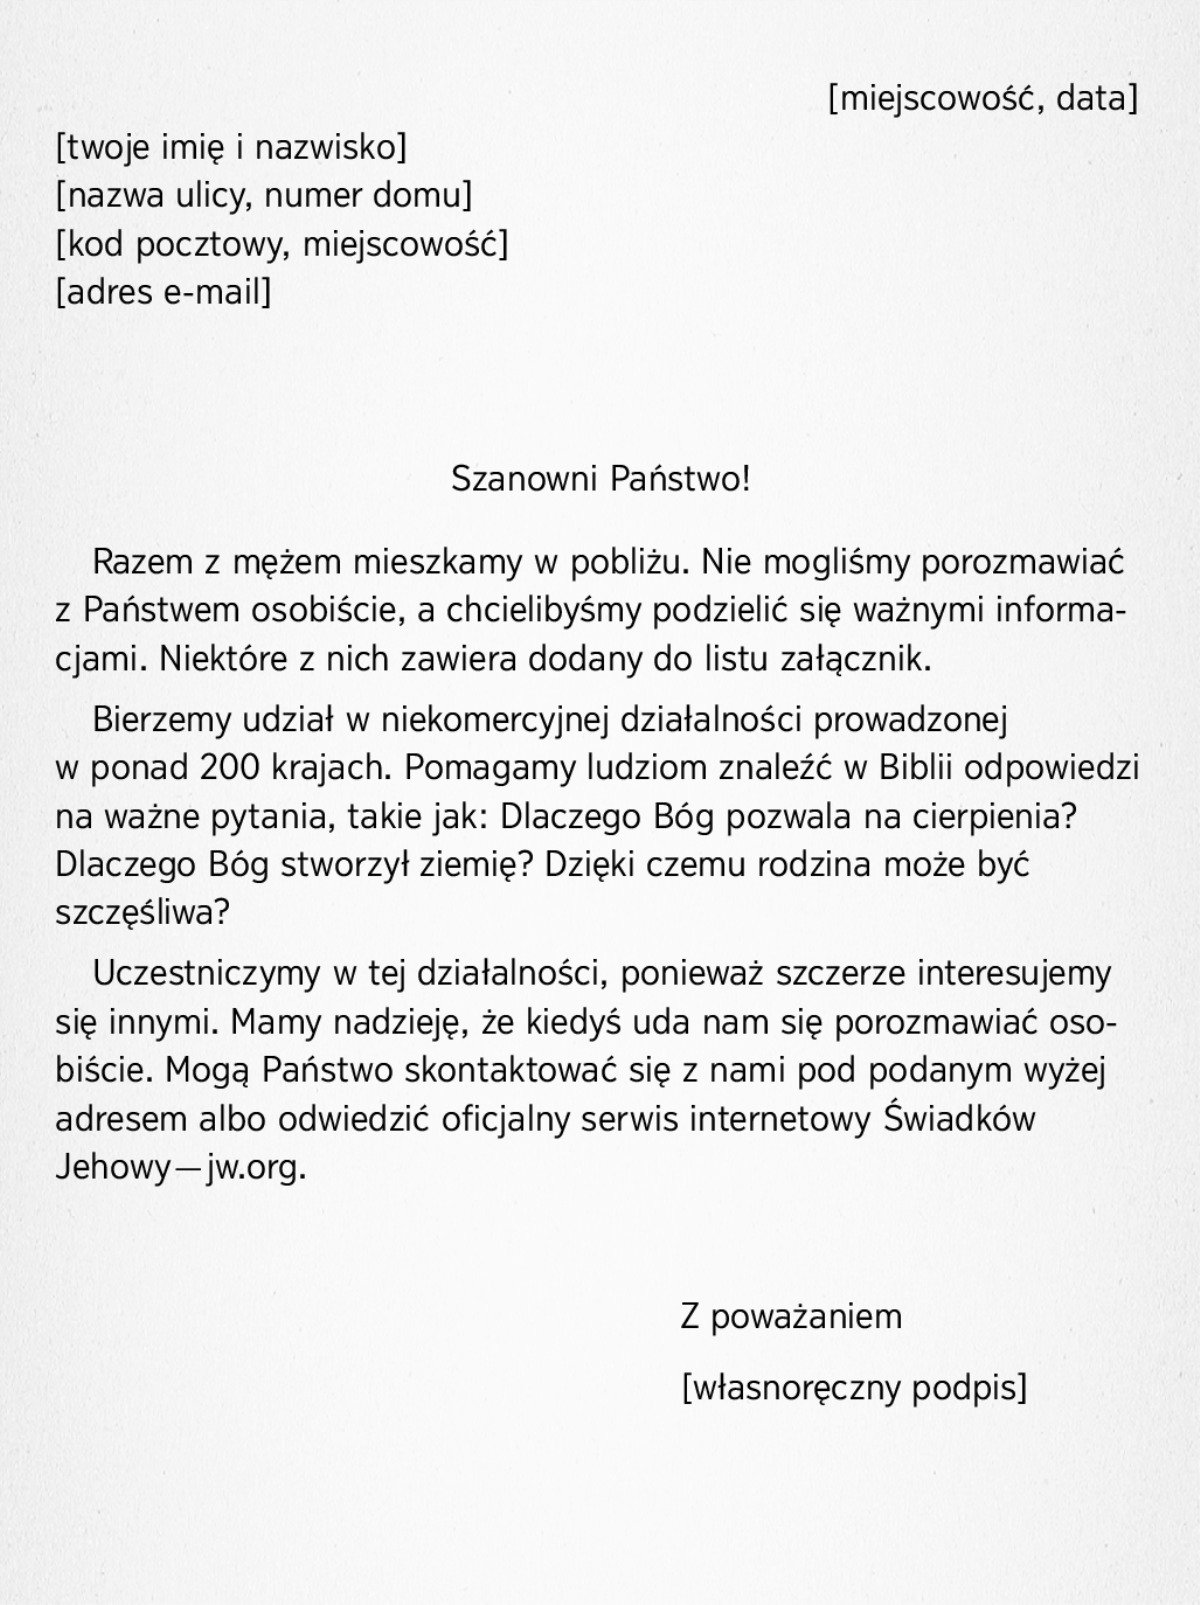 [miejscowość, data]
[twoje imię i nazwisko]
[nazwa ulicy, numer domu]
[kod pocztowy, miejscowość]
[adres e-mail]
Szanowni Państwo!
Razem z mężem mieszkamy w pobliżu. Nie mogliśmy porozmawiać
z Państwem osobiście, a chcielibyśmy podzielić się ważnymi informa-
cjami. Niektóre z nich zawiera dodany do listu załącznik.
Bierzemy udział w niekomercyjnej działalności prowadzonej
w ponad 200 krajach. Pomagamy ludziom znaleźć w Biblii odpowiedzi
na ważne pytania, takie jak: Dlaczego Bóg pozwala na cierpienia?
Dlaczego Bóg stworzył ziemię? Dzięki czemu rodzina może być
szczęśliwa?
Uczestniczymy w tej działalności, ponieważ szczerze interesujemy
się innymi. Mamy nadzieję, że kiedyś uda nam się porozmawiać oso-
biście. Mogą Państwo skontaktować się z nami pod podanym wyżej
adresem albo odwiedzić oficjalny serwis internetowy Świadków
Jehowy — jw.org.
Z poważaniem
[własnoręczny podpis]